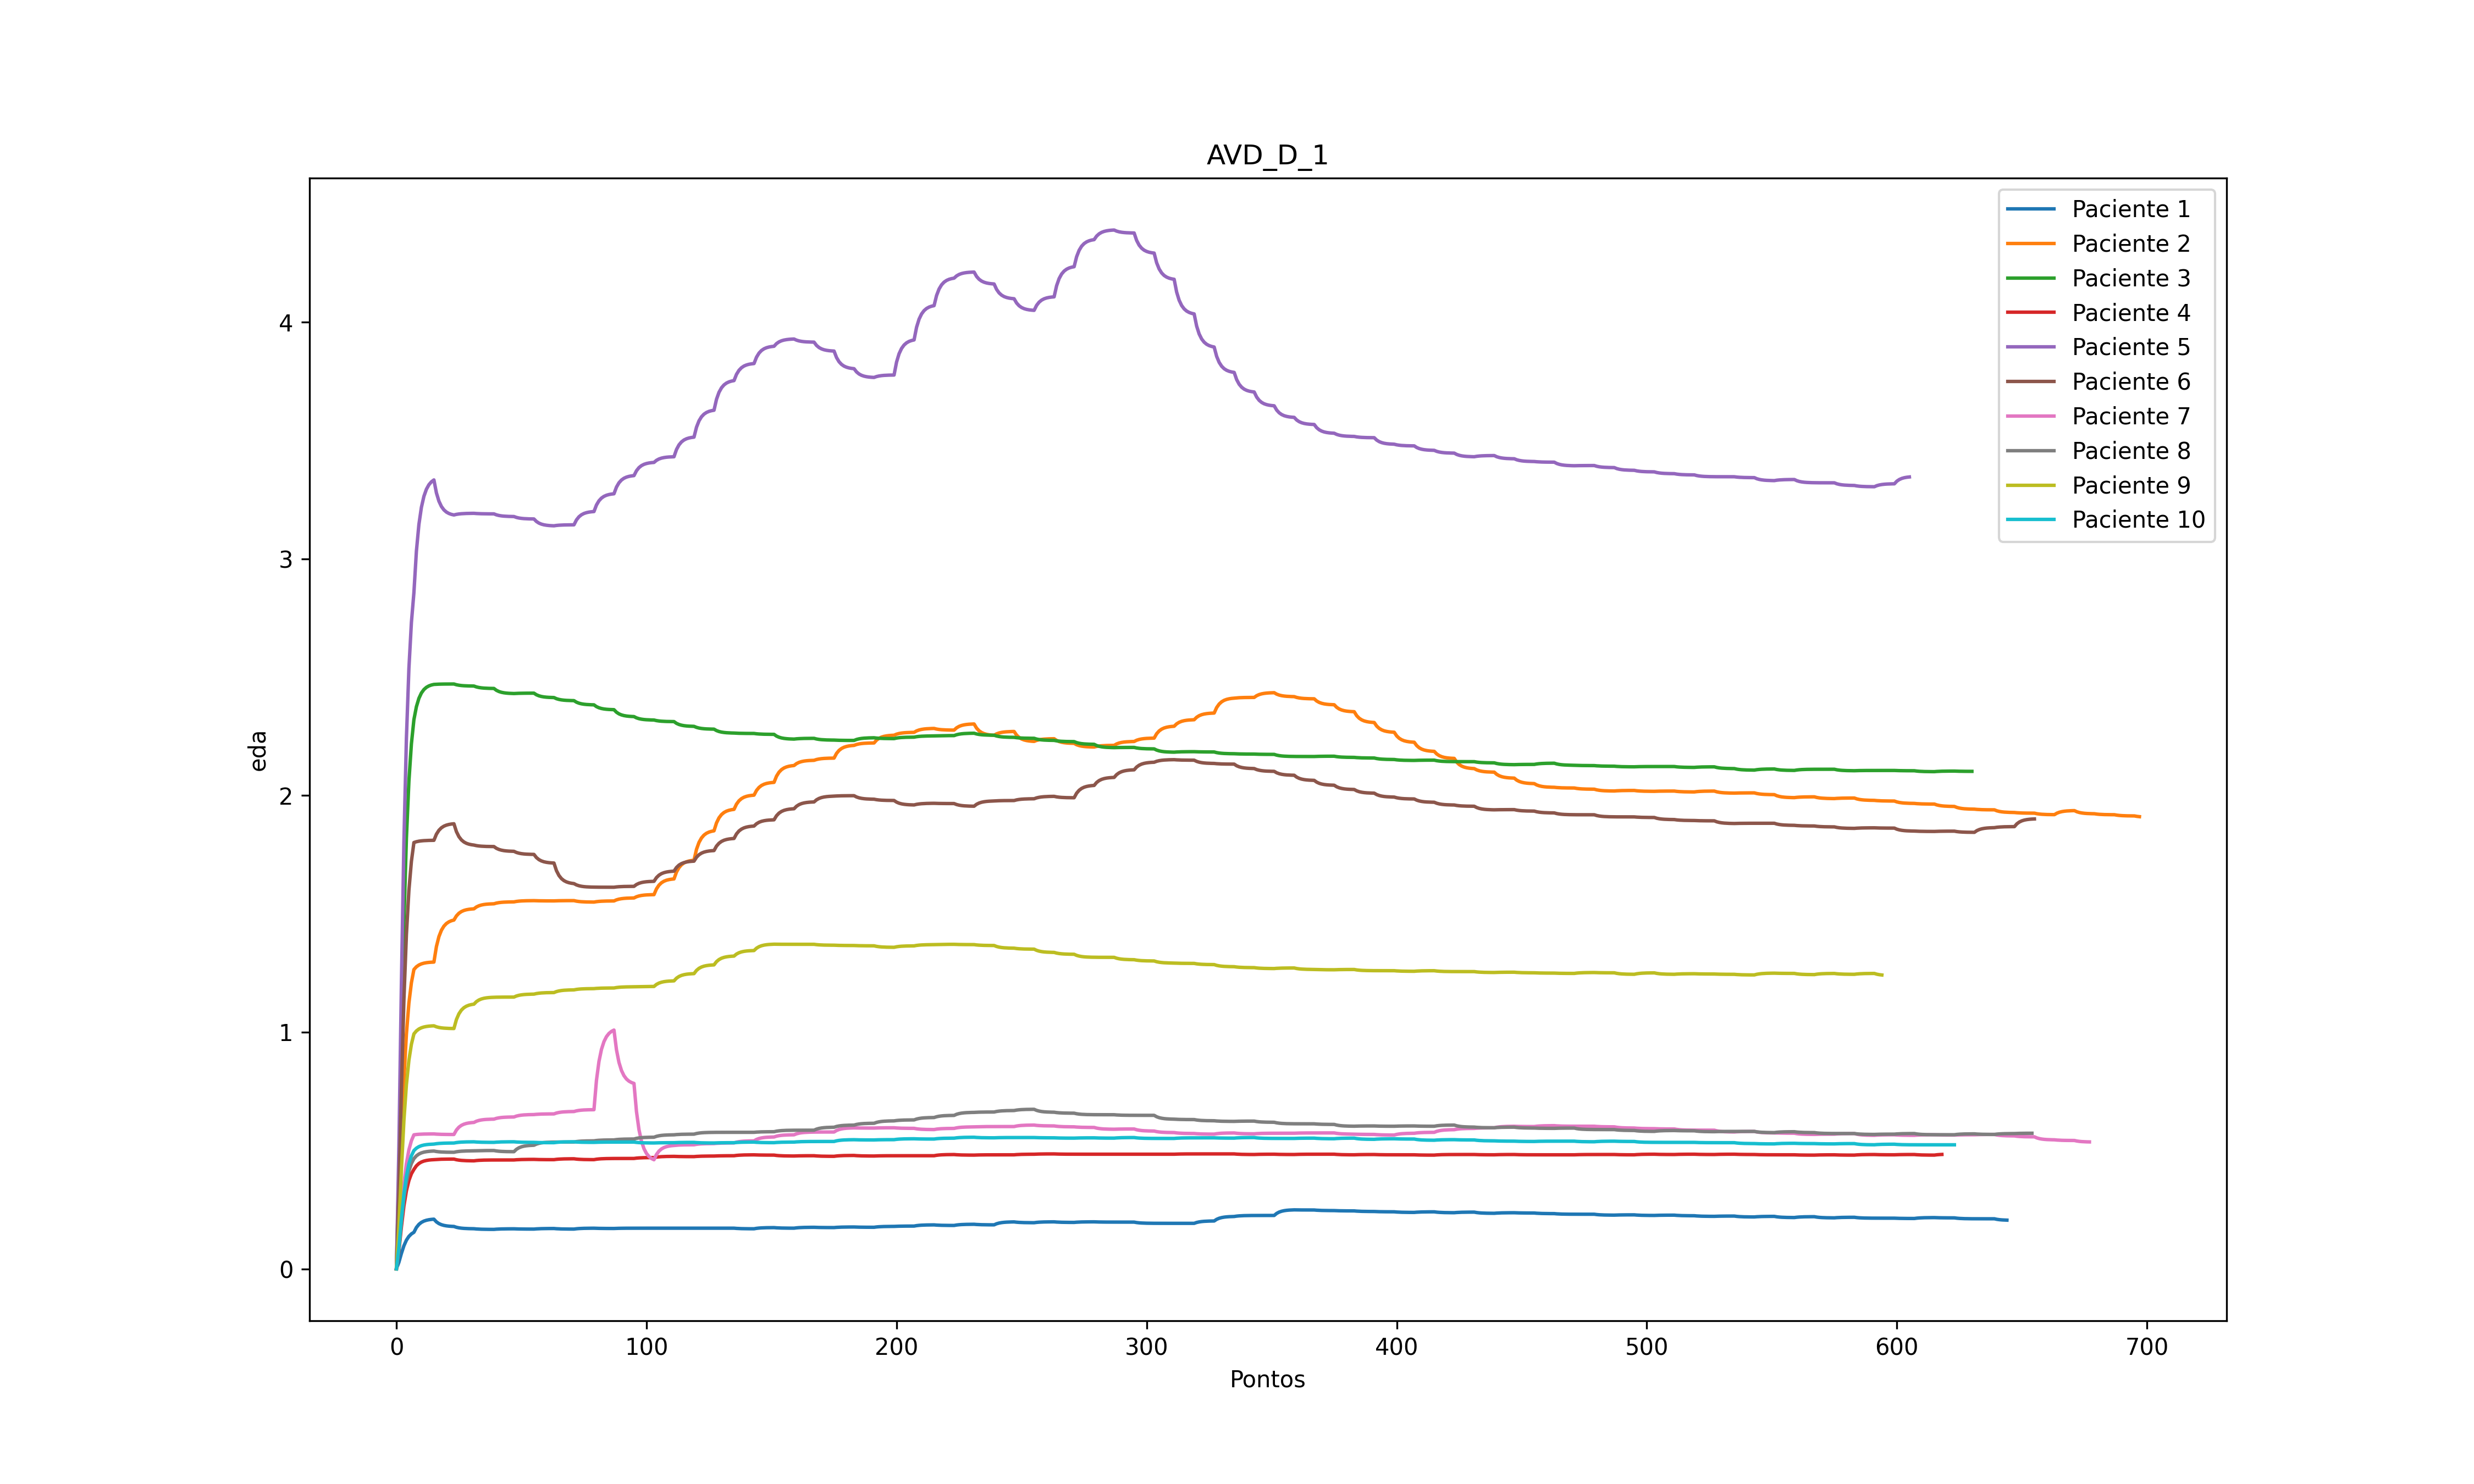 AVD_D_1
Paciente 1
Paciente 2
Paciente 3
Paciente 4
Paciente 5
Paciente 6
Paciente 7
Paciente 8
Paciente 9
Paciente 10
4
3
2
1
0
eda
0 100 200 300 400 500 600 700
Pontos